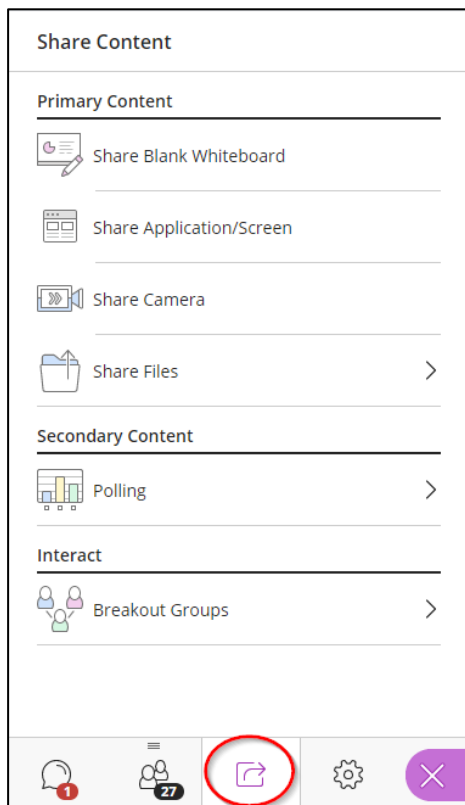 Share Content
Primary Content
Share Blank Whiteboard
Share Application/Screen
Share Camera
Share Files
Secondary Content
Polling
Interact
Breakout Groups
1
27